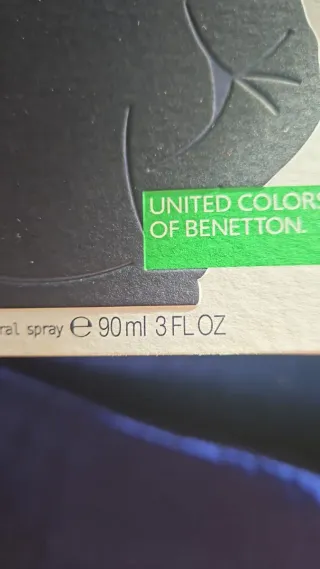 UNITED COLORS
OF BENETTON.
ral spray ℮ 90 ml 3 FL OZ